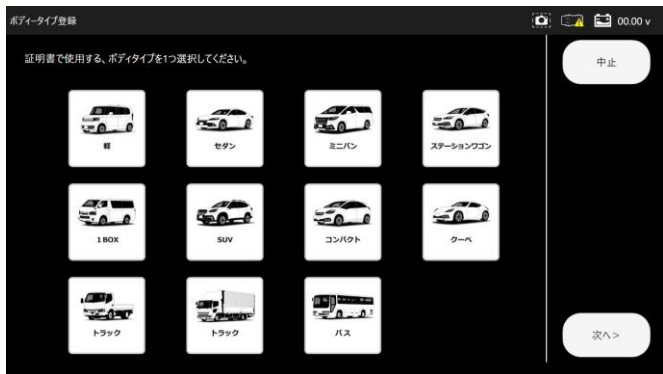 ボディータイプ登録
00.00 v
証明書で使用する、ボディタイプを1つ選択してください。
中止
軽
セダン
ミニバン
ステーションワゴン
1 BOX
SUV
コンパクト
クーペ
トラック
トラック
バス
次へ>